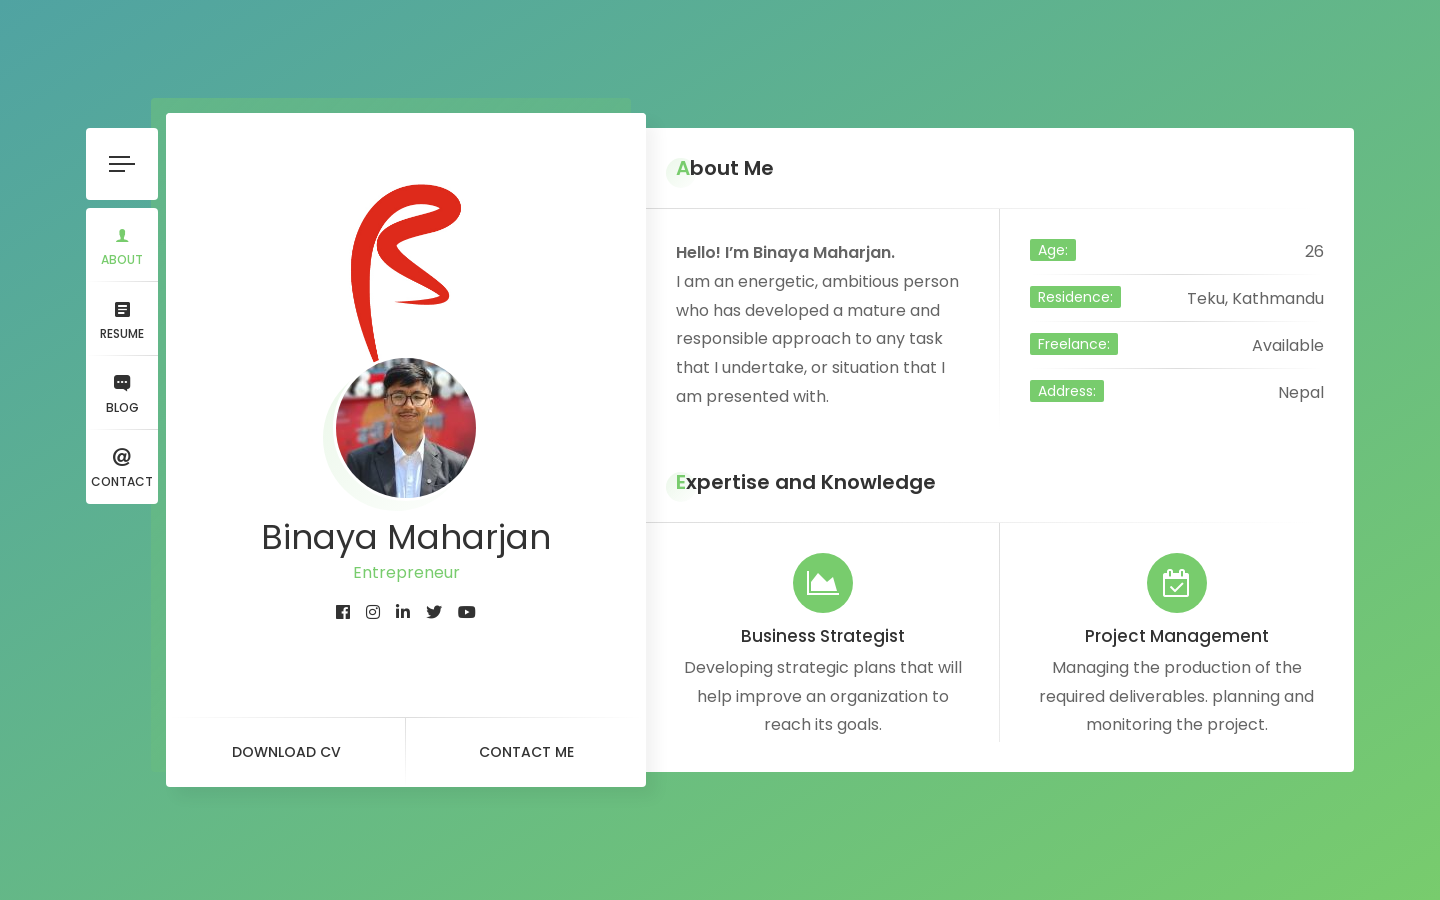 ABOUT
RESUME
BLOG
CONTACT
Binaya Maharjan
Entrepreneur
DOWNLOAD CV
CONTACT ME
About Me
Hello! I’m Binaya Maharjan.
I am an energetic, ambitious person
who has developed a mature and
responsible approach to any task
that I undertake, or situation that I
am presented with.
Age: 26
Residence: Teku, Kathmandu
Freelance: Available
Address: Nepal
Expertise and Knowledge
Business Strategist
Developing strategic plans that will
help improve an organization to
reach its goals.
Project Management
Managing the production of the
required deliverables. planning and
monitoring the project.